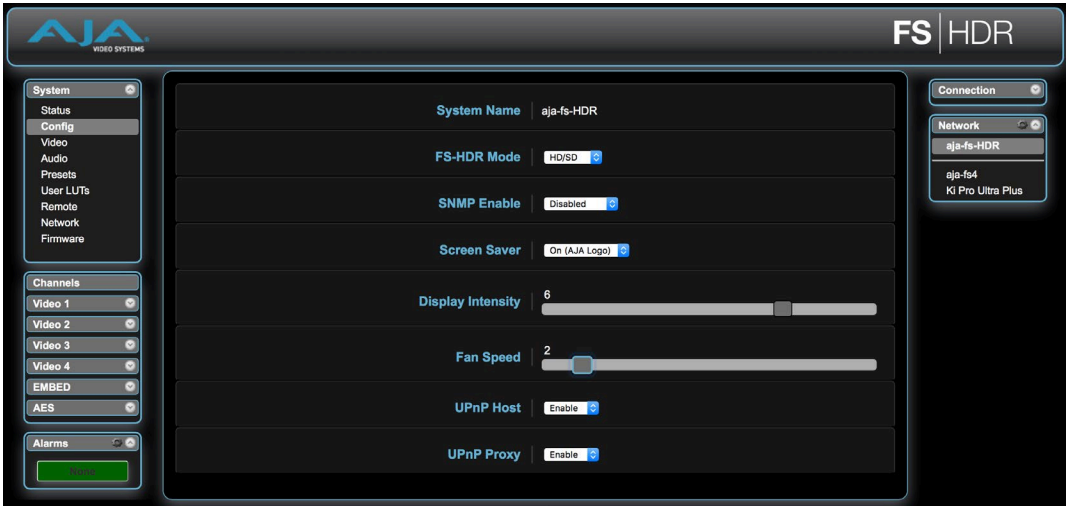 AJA
VIDEO SYSTEMS
FS|HDR
System
Status
Config
Video
Audio
Presets
User LUTs
Remote
Network
Firmware
Channels
Video 1
Video 2
Video 3
Video 4
EMBED
AES
Alarms
None
System Name aja-fs-HDR
FS-HDR Mode HD/SD
SNMP Enable Disabled
Screen Saver On (AJA Logo)
Display Intensity 6
Fan Speed 2
UPnP Host Enable
UPnP Proxy Enable
Connection
Network
aja-fs-HDR
aja-fs4
Ki Pro Ultra Plus